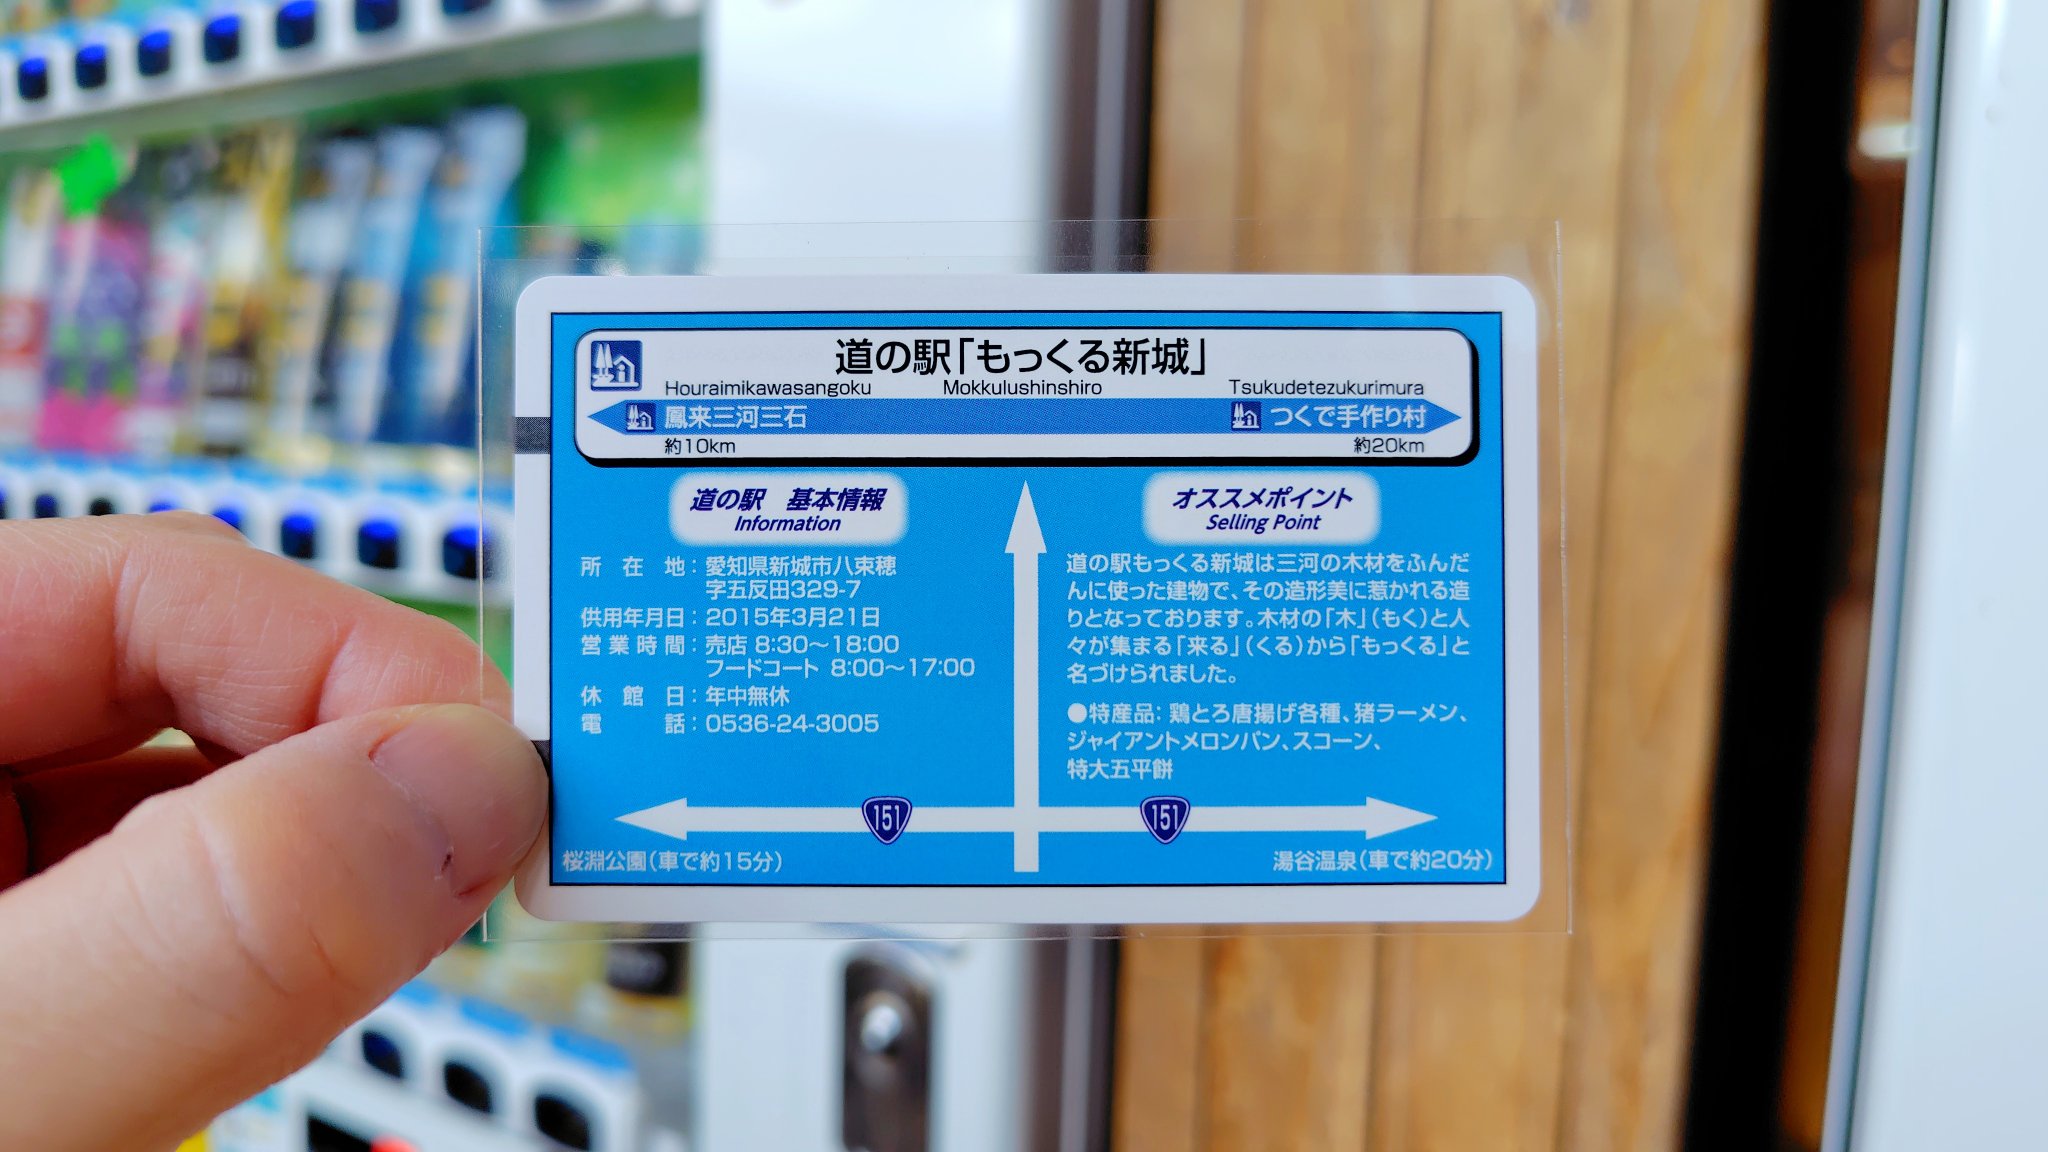 道の駅「もっくる新城」
Houraimikawasangoku Mokkulushinshiro Tsukudetezukurimura
鳳来三河三石 つくで手作り村
約10km 約20km
道の駅 基本情報
Information
所在地：愛知県新城市八束穂
字五反田329-7
供用年月日：2015年3月21日
営業時間：売店 8:30～18:00
フードコート 8:00～17:00
休館日：年中無休
電話：0536-24-3005
オススメポイント
Selling Point
道の駅もっくる新城は三河の木材をふんだ
んに使った建物で、その造形美に惹かれる造
りとなっております。木材の「木」（もく）と人
々が集まる「来る」（くる）から「もっくる」と
名づけられました。
●特産品：鶏とろ唐揚げ各種、猪ラーメン、
ジャイアントメロンパン、スコーン、
特大五平餅
151 151
桜淵公園（車で約15分） 湯谷温泉（車で約20分）